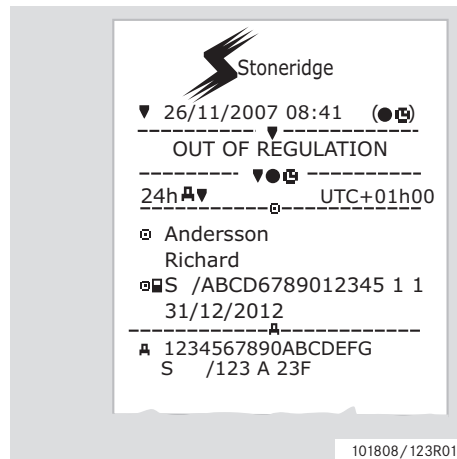 Stoneridge
▼ 26/11/2007 08:41 (●)
OUT OF REGULATION
24h UTC+01h00
Andersson
Richard
S /ABCD6789012345 1 1
31/12/2012
1234567890ABCDEFG
S /123 A 23F
101808/123R01